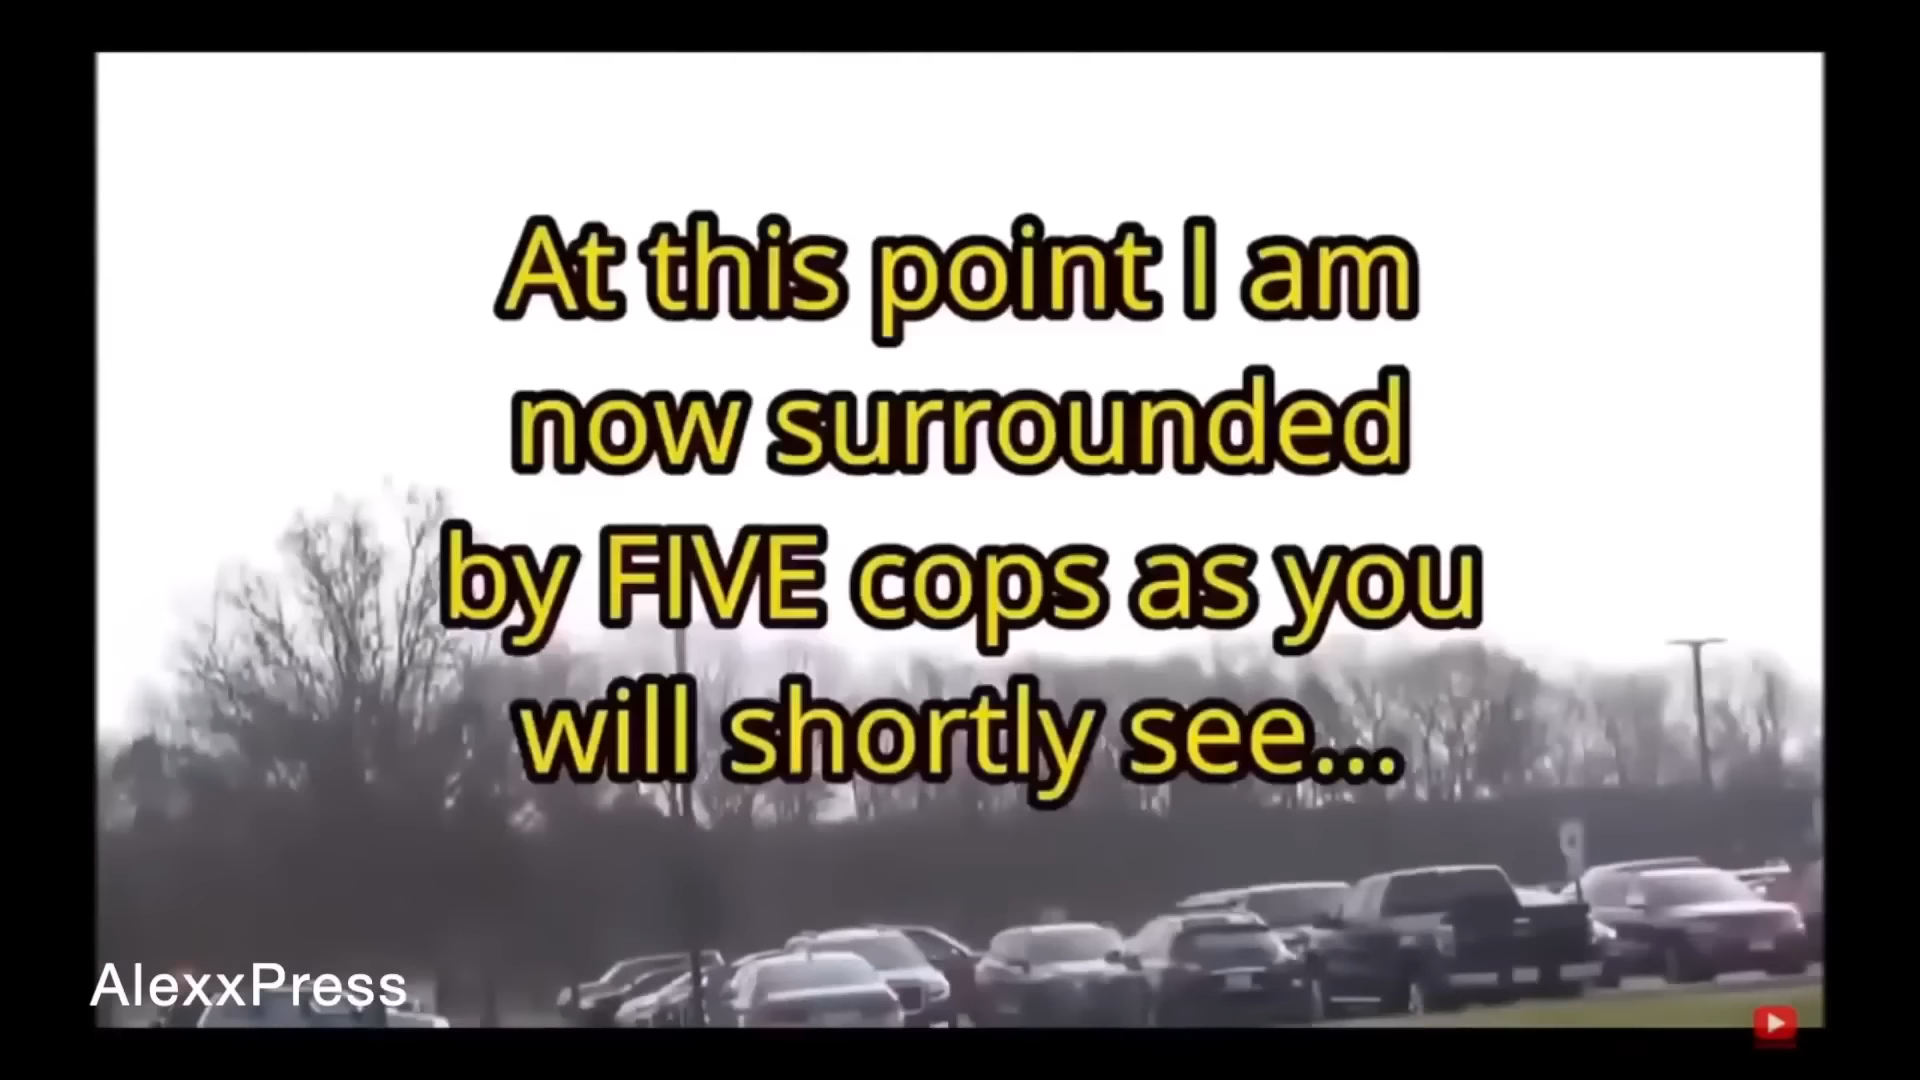 At this point I am
now surrounded
by FIVE cops as you
will shortly see...
AlexxPress